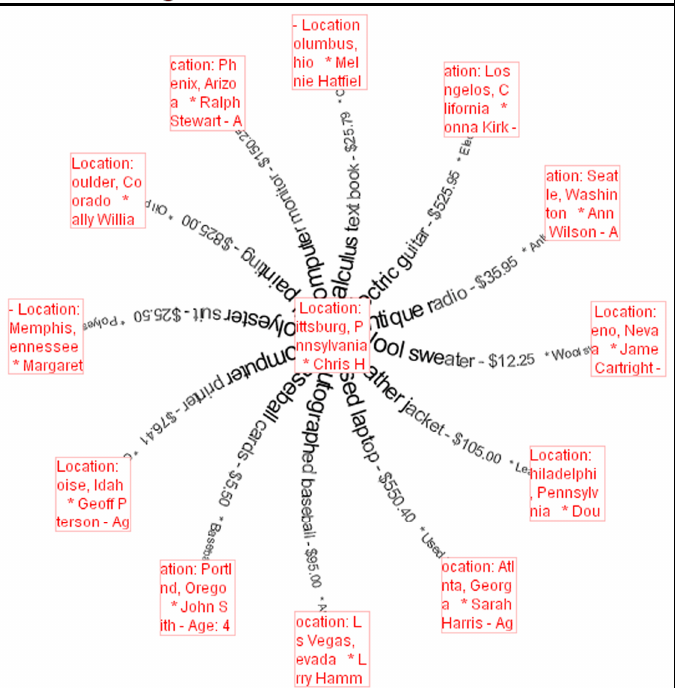 - Location
olumbus,
hio * Mel
nie Hatfiel
cation: Ph
enix, Arizo
a * Ralph
Stewart - A
ation: Los
ngelos, C
lifornia *
onna Kirk -
Location:
oulder, Co
orado *
ally Willia
ation: Seat
le, Washin
ton * Ann
Wilson - A
- Location:
Memphis,
ennessee
* Margaret
Location:
ittsburg, P
nnsylvania
* Chris H
Location:
eno, Neva
a * Jame
Cartright -
Location:
oise, Idah
* Geoff P
terson - Ag
Location:
hiladelphi
, Pennsylv
nia * Dou
ation: Portl
nd, Orego
* John S
ith - Age: 4
ocation: L
s Vegas,
evada * L
rry Hamm
ocation: Atl
nta, Georg
a * Sarah
Harris - Ag
alculus text book - $25.79 *
ctric guitar - $525.95 * Ele
ntique radio - $35.95 * Ant
ool sweater - $12.25 * Wool s
ather jacket - $105.00 * Le
sed laptop - $550.40 * Used
utographed baseball - $95.00 * A
seball cards - $5.50 * Baseba
omputer printer - $76.41 *
olyester suit - $25.50 * Polyes
painting - $825.00 * Oil p
omputer monitor - $150.25